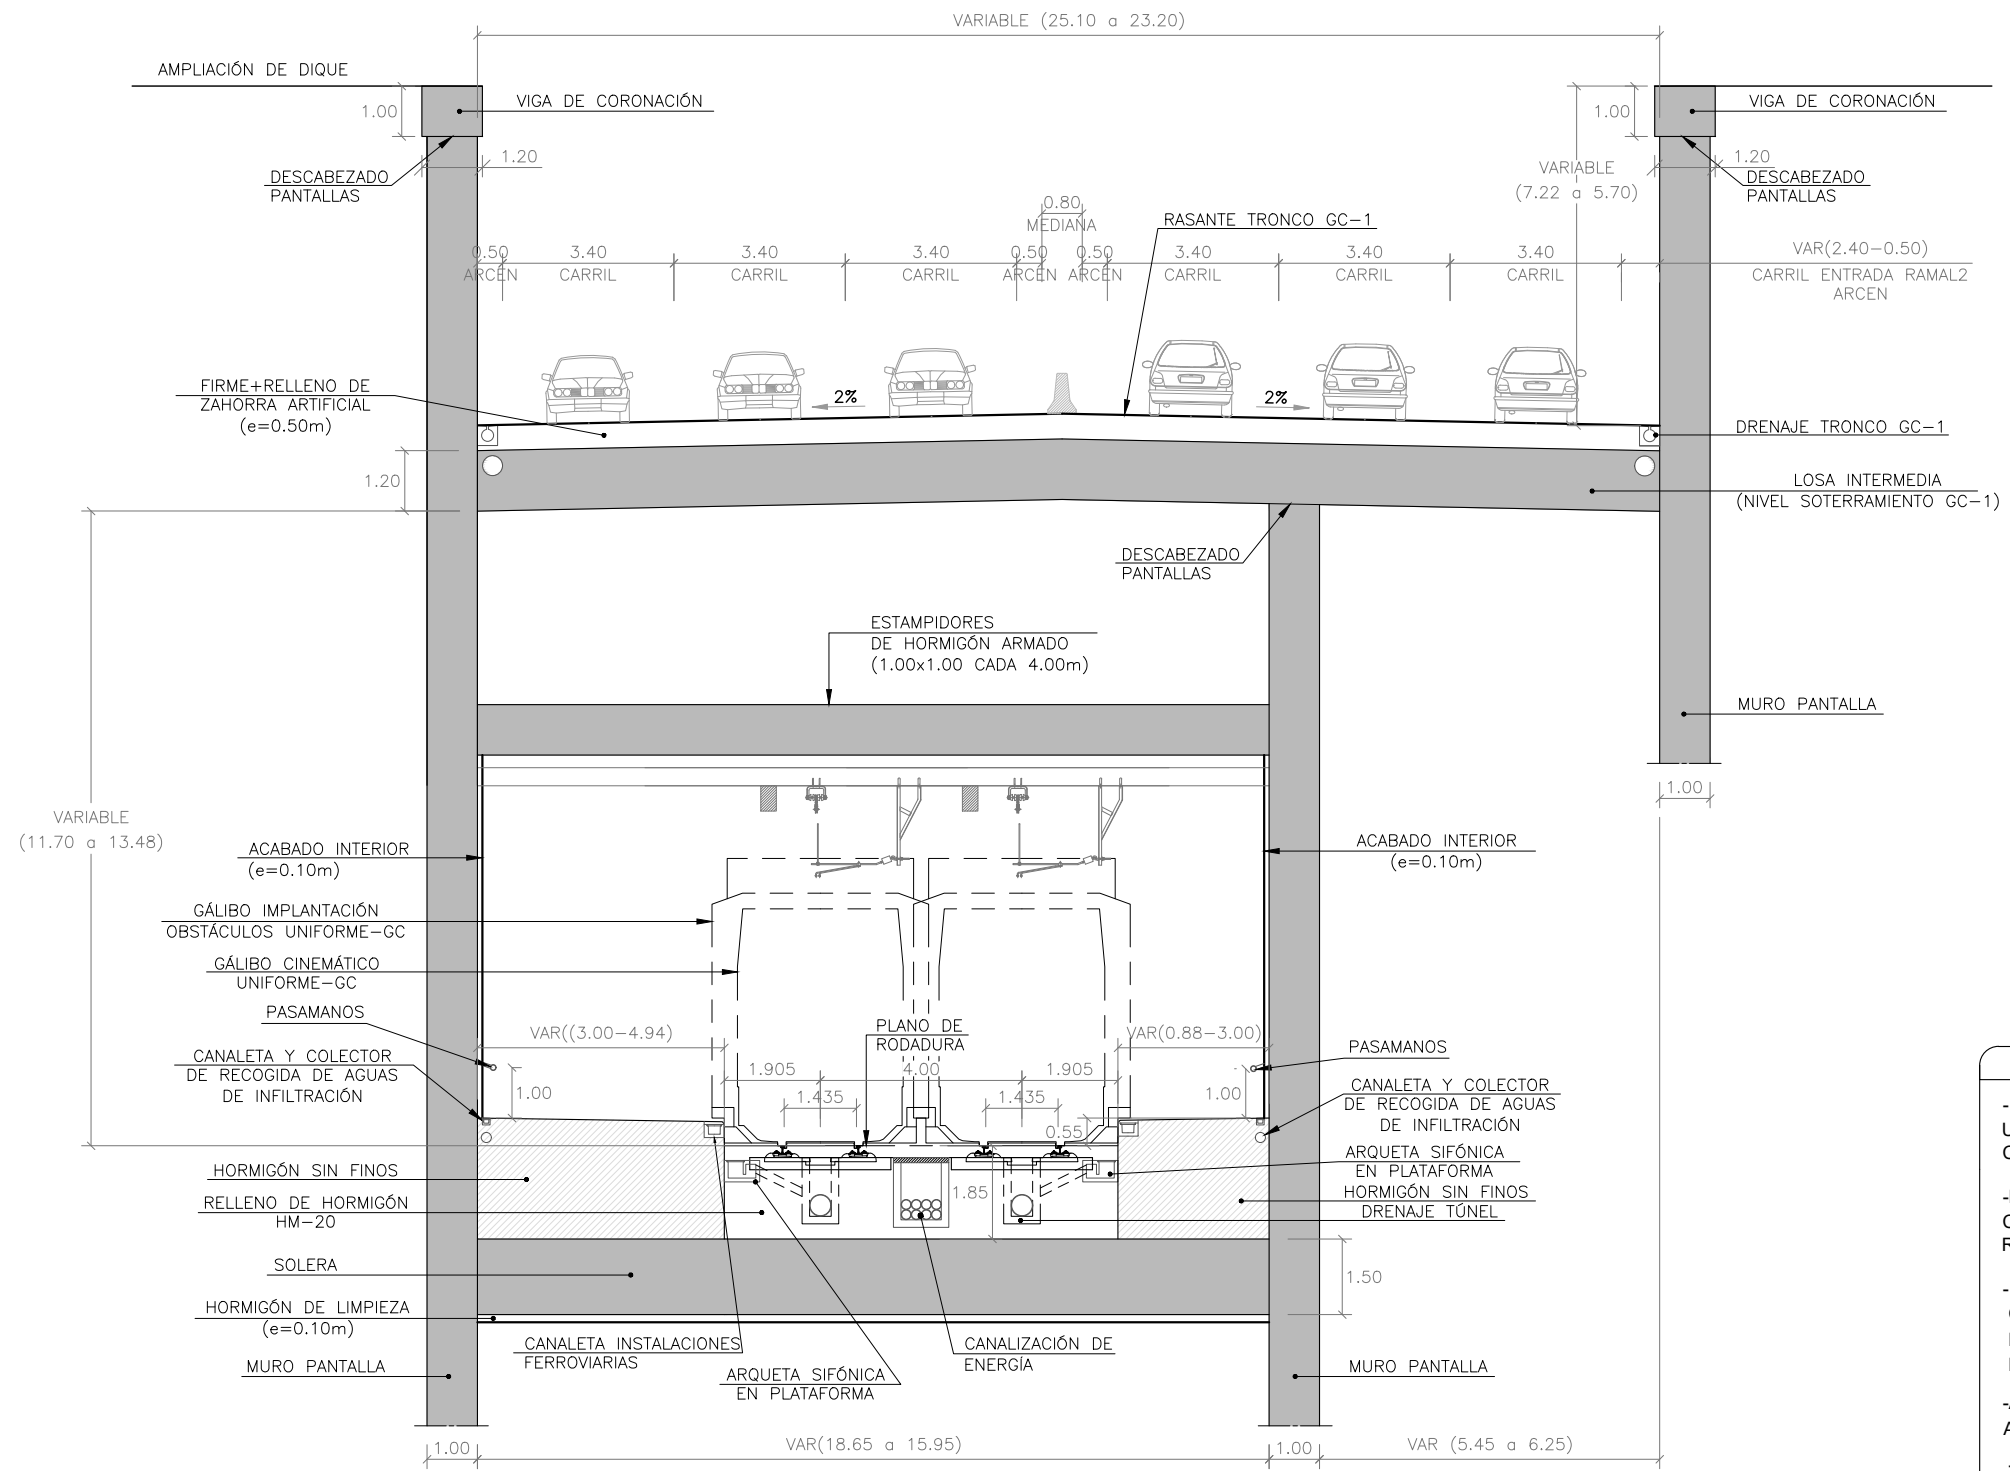 VARIABLE (25.10 a 23.20)
AMPLIACIÓN DE DIQUE
1.00
VIGA DE CORONACIÓN
1.00
VIGA DE CORONACIÓN
1.20
DESCABEZADO
PANTALLAS
VARIABLE
(7.22 a 5.70)
1.20
DESCABEZADO
PANTALLAS
0.80
MEDIANA
RASANTE TRONCO GC-1
0.50
ARCEN
3.40
CARRIL
3.40
CARRIL
3.40
CARRIL
0.50
ARCEN
0.50
ARCEN
3.40
CARRIL
3.40
CARRIL
3.40
CARRIL
VAR(2.40-0.50)
CARRIL ENTRADA RAMAL2
ARCEN
FIRME+RELLENO DE
ZAHORRA ARTIFICIAL
(e=0.50m)
2%
2%
DRENAJE TRONCO GC-1
1.20
LOSA INTERMEDIA
(NIVEL SOTERRAMIENTO GC-1)
DESCABEZADO
PANTALLAS
ESTAMPIDORES
DE HORMIGÓN ARMADO
(1.00x1.00 CADA 4.00m)
MURO PANTALLA
1.00
VARIABLE
(11.70 a 13.48)
ACABADO INTERIOR
(e=0.10m)
ACABADO INTERIOR
(e=0.10m)
GÁLIBO IMPLANTACIÓN
OBSTÁCULOS UNIFORME-GC
GÁLIBO CINEMÁTICO
UNIFORME-GC
PASAMANOS
VAR((3.00-4.94)
PLANO DE
RODADURA
VAR(0.88-3.00)
PASAMANOS
CANALETA Y COLECTOR
DE RECOGIDA DE AGUAS
DE INFILTRACIÓN
1.00
1.905
4.00
1.905
1.435
1.435
1.00
CANALETA Y COLECTOR
DE RECOGIDA DE AGUAS
DE INFILTRACIÓN
0.55
ARQUETA SIFÓNICA
EN PLATAFORMA
HORMIGÓN SIN FINOS
1.85
HORMIGÓN SIN FINOS
RELLENO DE HORMIGÓN
HM-20
DRENAJE TÚNEL
SOLERA
1.50
HORMIGÓN DE LIMPIEZA
(e=0.10m)
CANALETA INSTALACIONES
FERROVIARIAS
CANALIZACIÓN DE
ENERGÍA
MURO PANTALLA
ARQUETA SIFÓNICA
EN PLATAFORMA
MURO PANTALLA
1.00
VAR(18.65 a 15.95)
1.00
VAR (5.45 a 6.25)